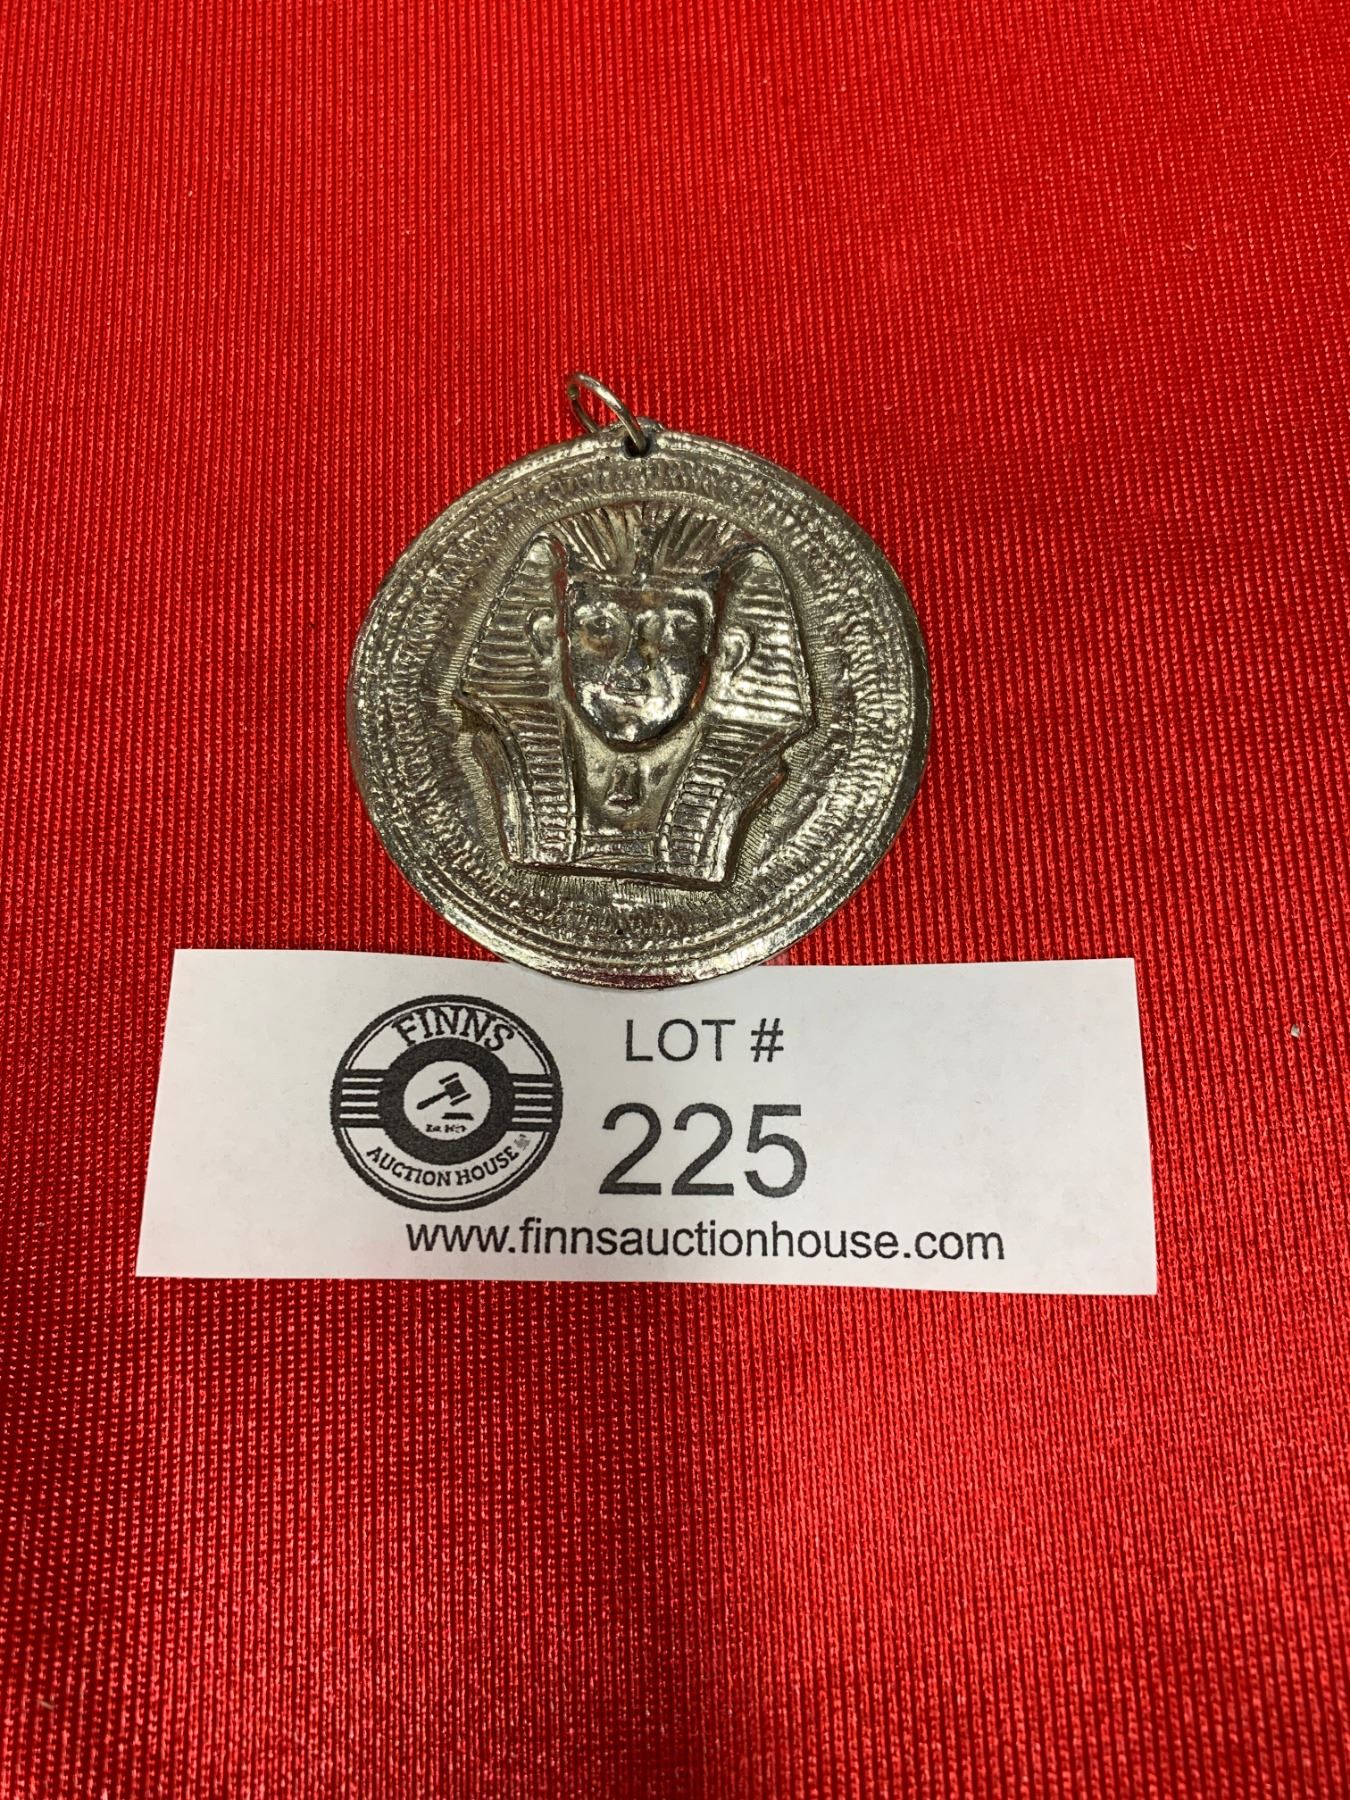 FINNS
AUCTION HOUSE
LOT #
225
www.finnsauctionhouse.com